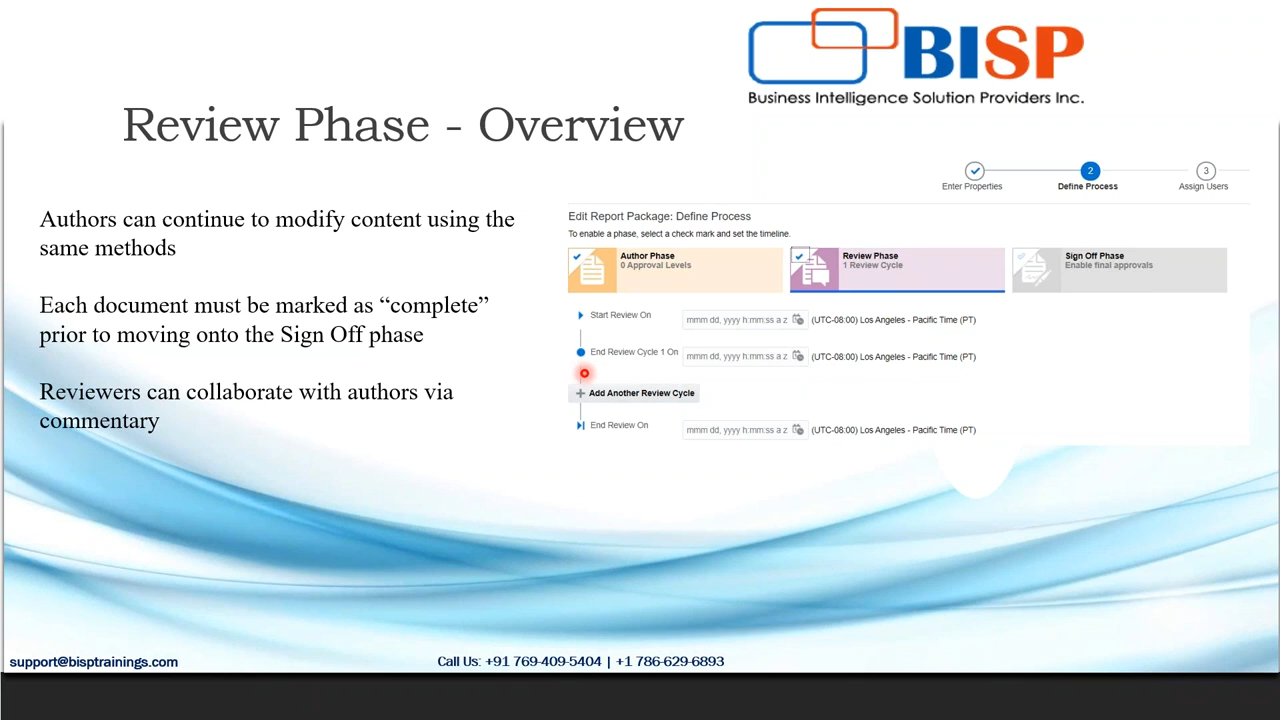 BISP
Business Intelligence Solution Providers Inc.
Review Phase - Overview
Authors can continue to modify content using the
same methods
Each document must be marked as “complete”
prior to moving onto the Sign Off phase
Reviewers can collaborate with authors via
commentary
2
3
Enter Properties
Define Process
Assign Users
Edit Report Package: Define Process
To enable a phase, select a check mark and set the timeline.
Author Phase
0 Approval Levels
Review Phase
1 Review Cycle
Sign Off Phase
Enable final approvals
Start Review On mmm dd, yyyy h:mm:ss a z (UTC-08:00) Los Angeles - Pacific Time (PT)
End Review Cycle 1 On mmm dd, yyyy h:mm:ss a z (UTC-08:00) Los Angeles - Pacific Time (PT)
Add Another Review Cycle
End Review On mmm dd, yyyy h:mm:ss a z (UTC-08:00) Los Angeles - Pacific Time (PT)
support@bisptrainings.com
Call Us: +91 769-409-5404 | +1 786-629-6893